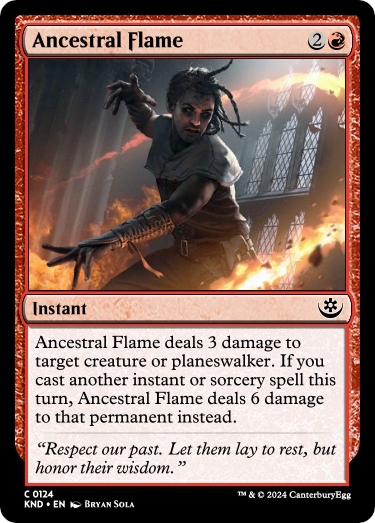 Ancestral Flame 2
Instant
Ancestral Flame deals 3 damage to
target creature or planeswalker. If you
cast another instant or sorcery spell this
turn, Ancestral Flame deals 6 damage
to that permanent instead.
“Respect our past. Let them lay to rest, but
honor their wisdom.”
C 0124
KND • EN Bryan Sola
™ & © 2024 CanterburyEgg